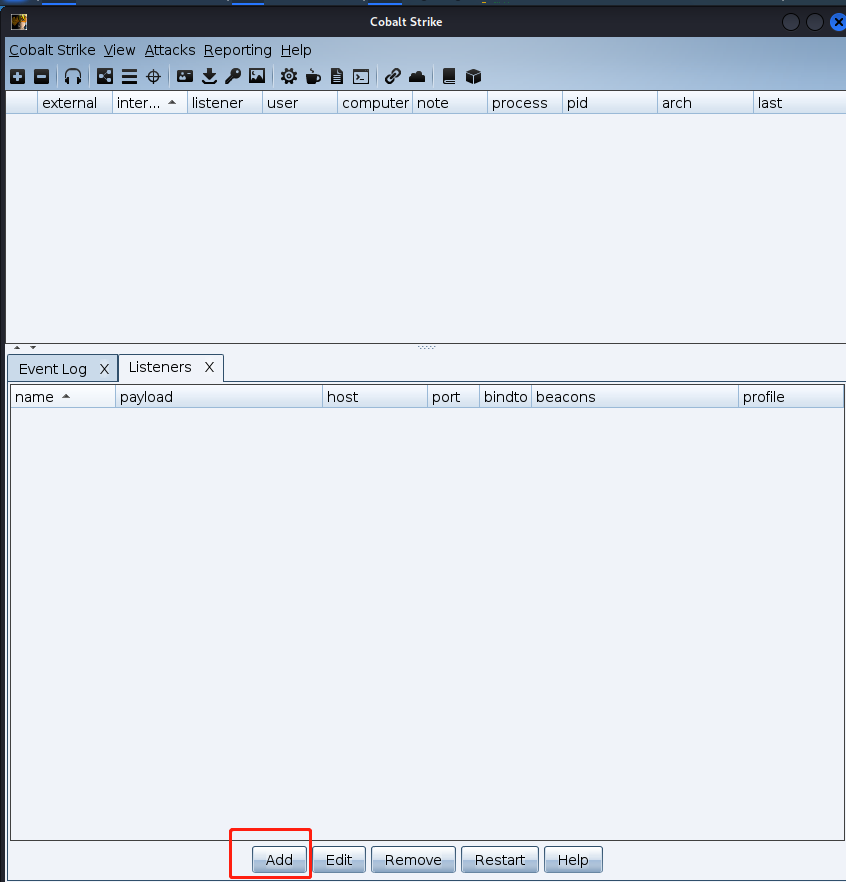 Cobalt Strike
Cobalt Strike View Attacks Reporting Help
external inter... listener user computer note process pid arch last
Event Log X Listeners X
name payload host port bindto beacons profile
Add Edit Remove Restart Help